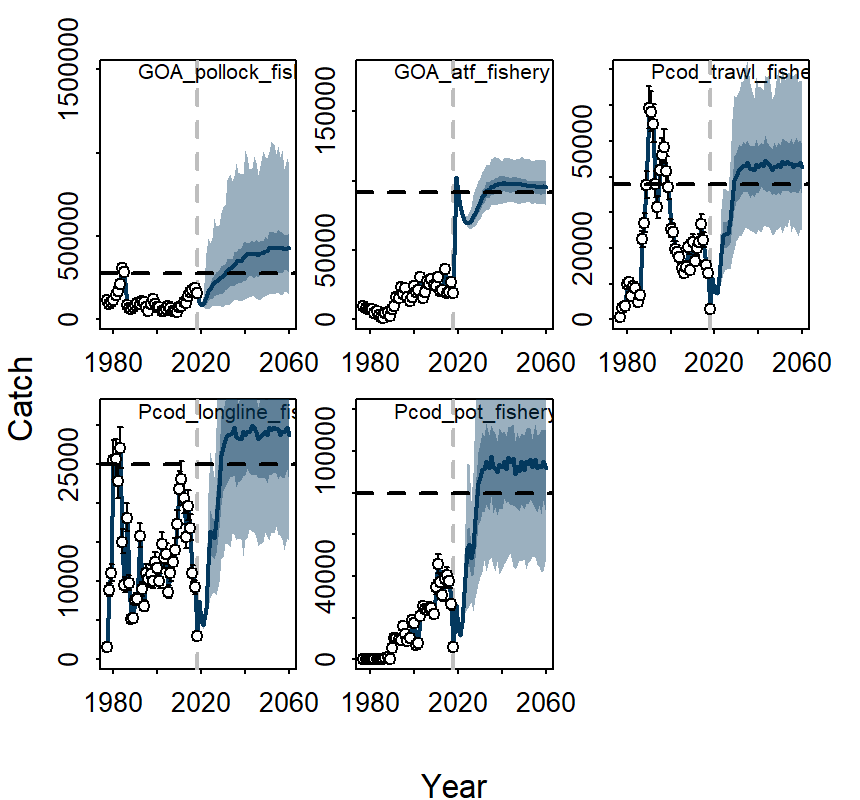 GOA_pollock_fis
GOA_atf_fishery
Pcod_trawl_fishe
1500000
500000
0
150000
50000
0
50000
20000
0
1980 2020 2060
1980 2020 2060
1980 2020 2060
Pcod_longline_fis
Pcod_pot_fishery
25000
10000
0
100000
40000
0
1980 2020 2060
1980 2020 2060
Catch
Year